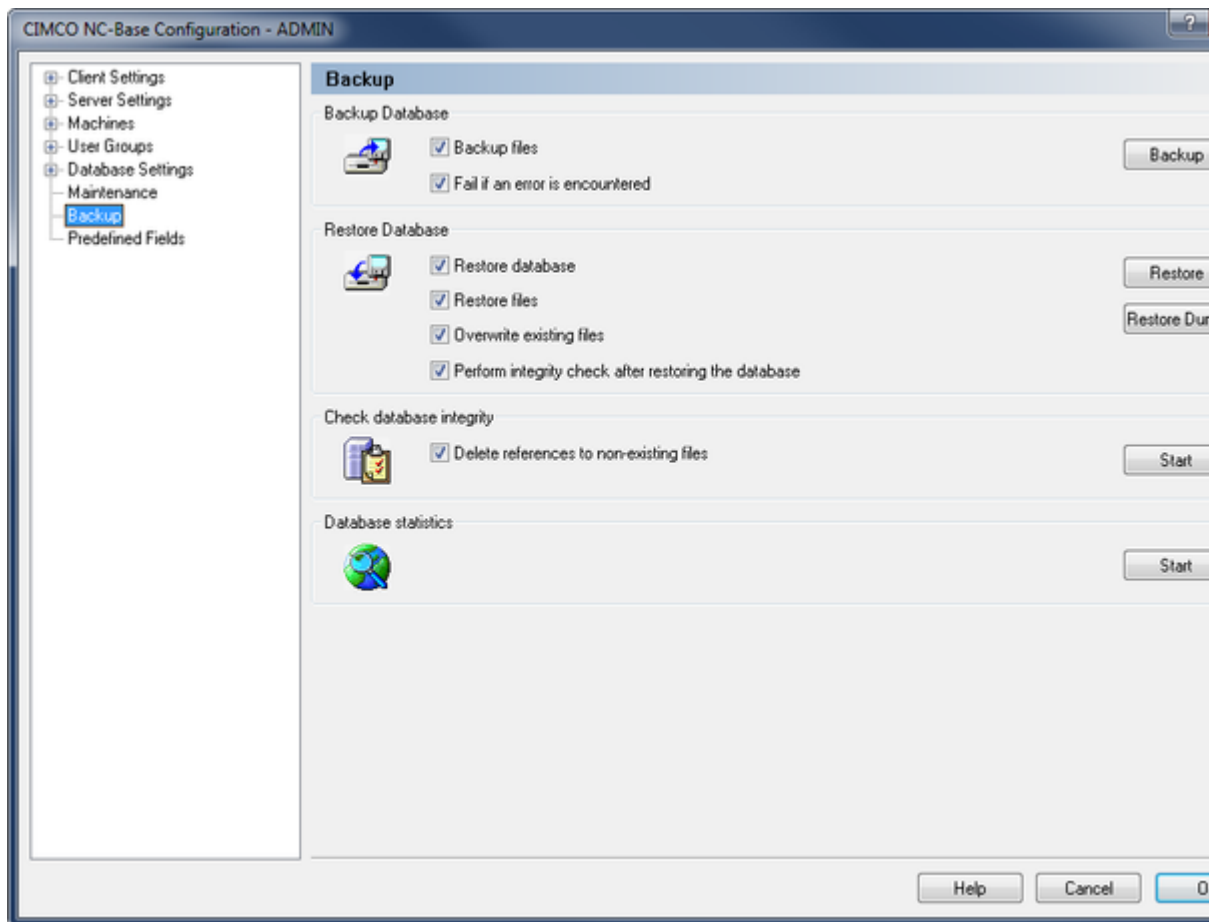 CIMCO NC-Base Configuration - ADMIN
?
Client Settings
Server Settings
Machines
User Groups
Database Settings
Maintenance
Backup
Predefined Fields
Backup
Backup Database
Backup files
Backup
Fail if an error is encountered
Restore Database
Restore database
Restore
Restore files
Restore Dum
Overwrite existing files
Perform integrity check after restoring the database
Check database integrity
Delete references to non-existing files
Start
Database statistics
Start
Help
Cancel
O